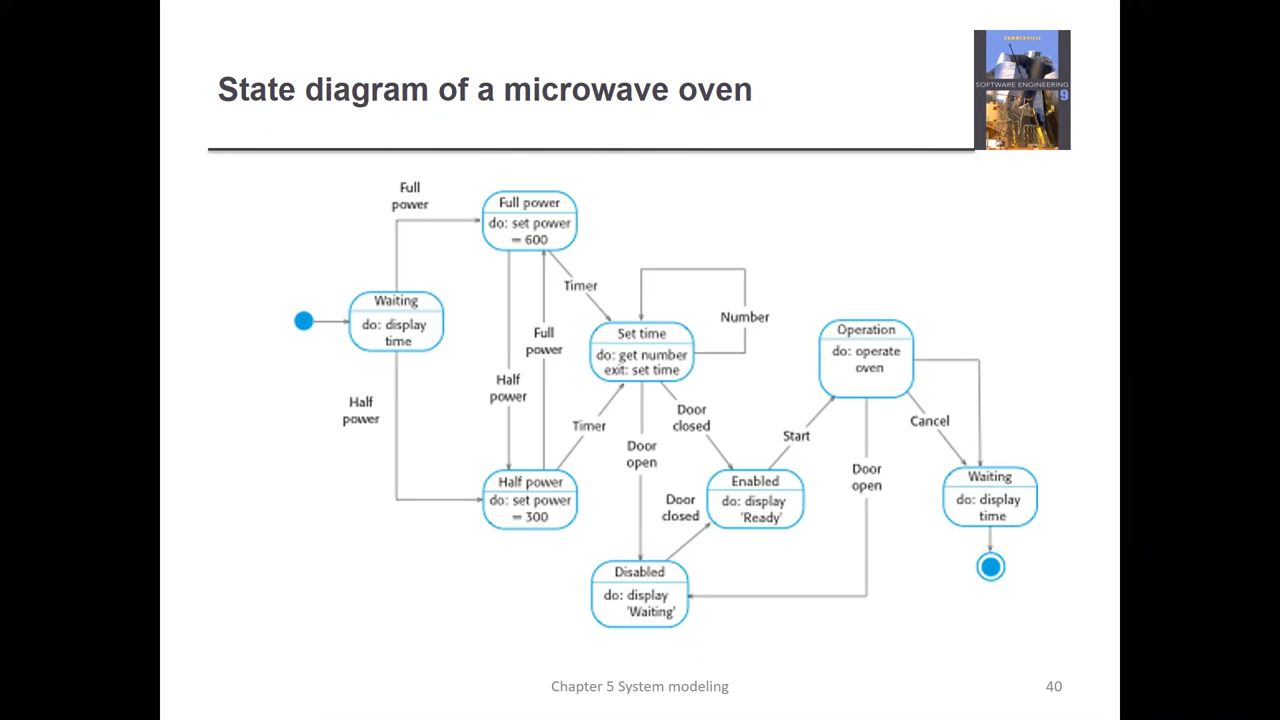 State diagram of a microwave oven
SOMMERVILLE
SOFTWARE ENGINEERING
9
Full
power
Full power
do: set power
= 600
Timer
Waiting
do: display
time
Number
Full
power
Set time
do: get number
exit: set time
Operation
do: operate
oven
Half
power
Half
power
Timer
Door
closed
Door
open
Start
Cancel
Door
open
Half power
do: set power
= 300
Enabled
do: display
'Ready'
Door
closed
Waiting
do: display
time
Disabled
do: display
'Waiting'
Chapter 5 System modeling
40